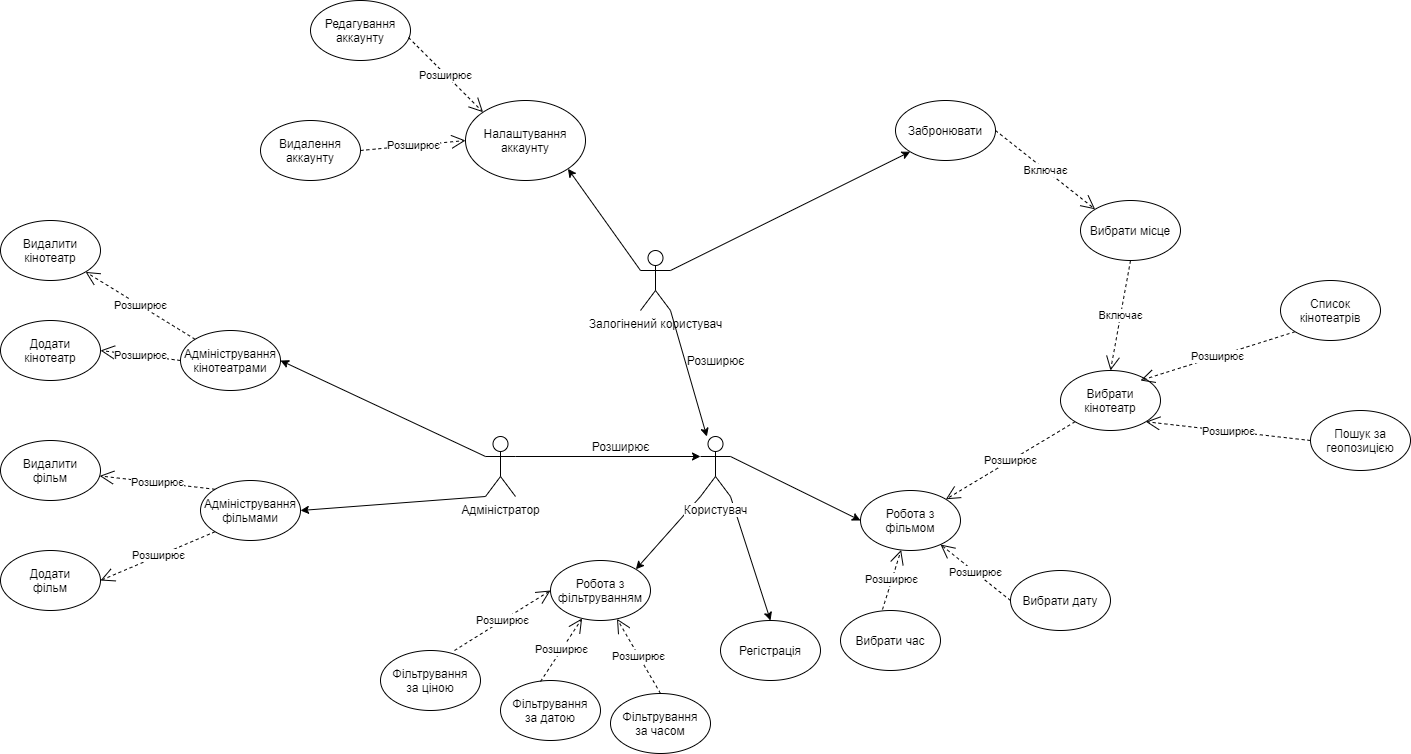 Редагування
аккаунту
Розширює
Видалення
аккаунту
Розширює
Налаштування
аккаунту
Забронювати
Включає
Вибрати місце
Включає
Видалити
кінотеатр
Розширює
Додати
кінотеатр
Розширює
Адміністрування
кінотеатрами
Залогінений користувач
Розширює
Список
кінотеатрів
Розширює
Вибрати
кінотеатр
Розширює
Пошук за
геопозицією
Розширює
Видалити
фільм
Розширює
Адміністрування
фільмами
Розширює
Додати
фільм
Розширює
Адміністратор
Користувач
Робота з
фільмом
Розширює
Вибрати час
Розширює
Вибрати дату
Робота з
фільтруванням
Розширює
Розширює
Розширює
Фільтрування
за ціною
Фільтрування
за датою
Фільтрування
за часом
Регістрація